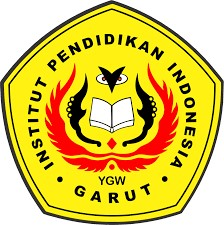 INSTITUT PENDIDIKAN INDONESIA
YGW
• GARUT •